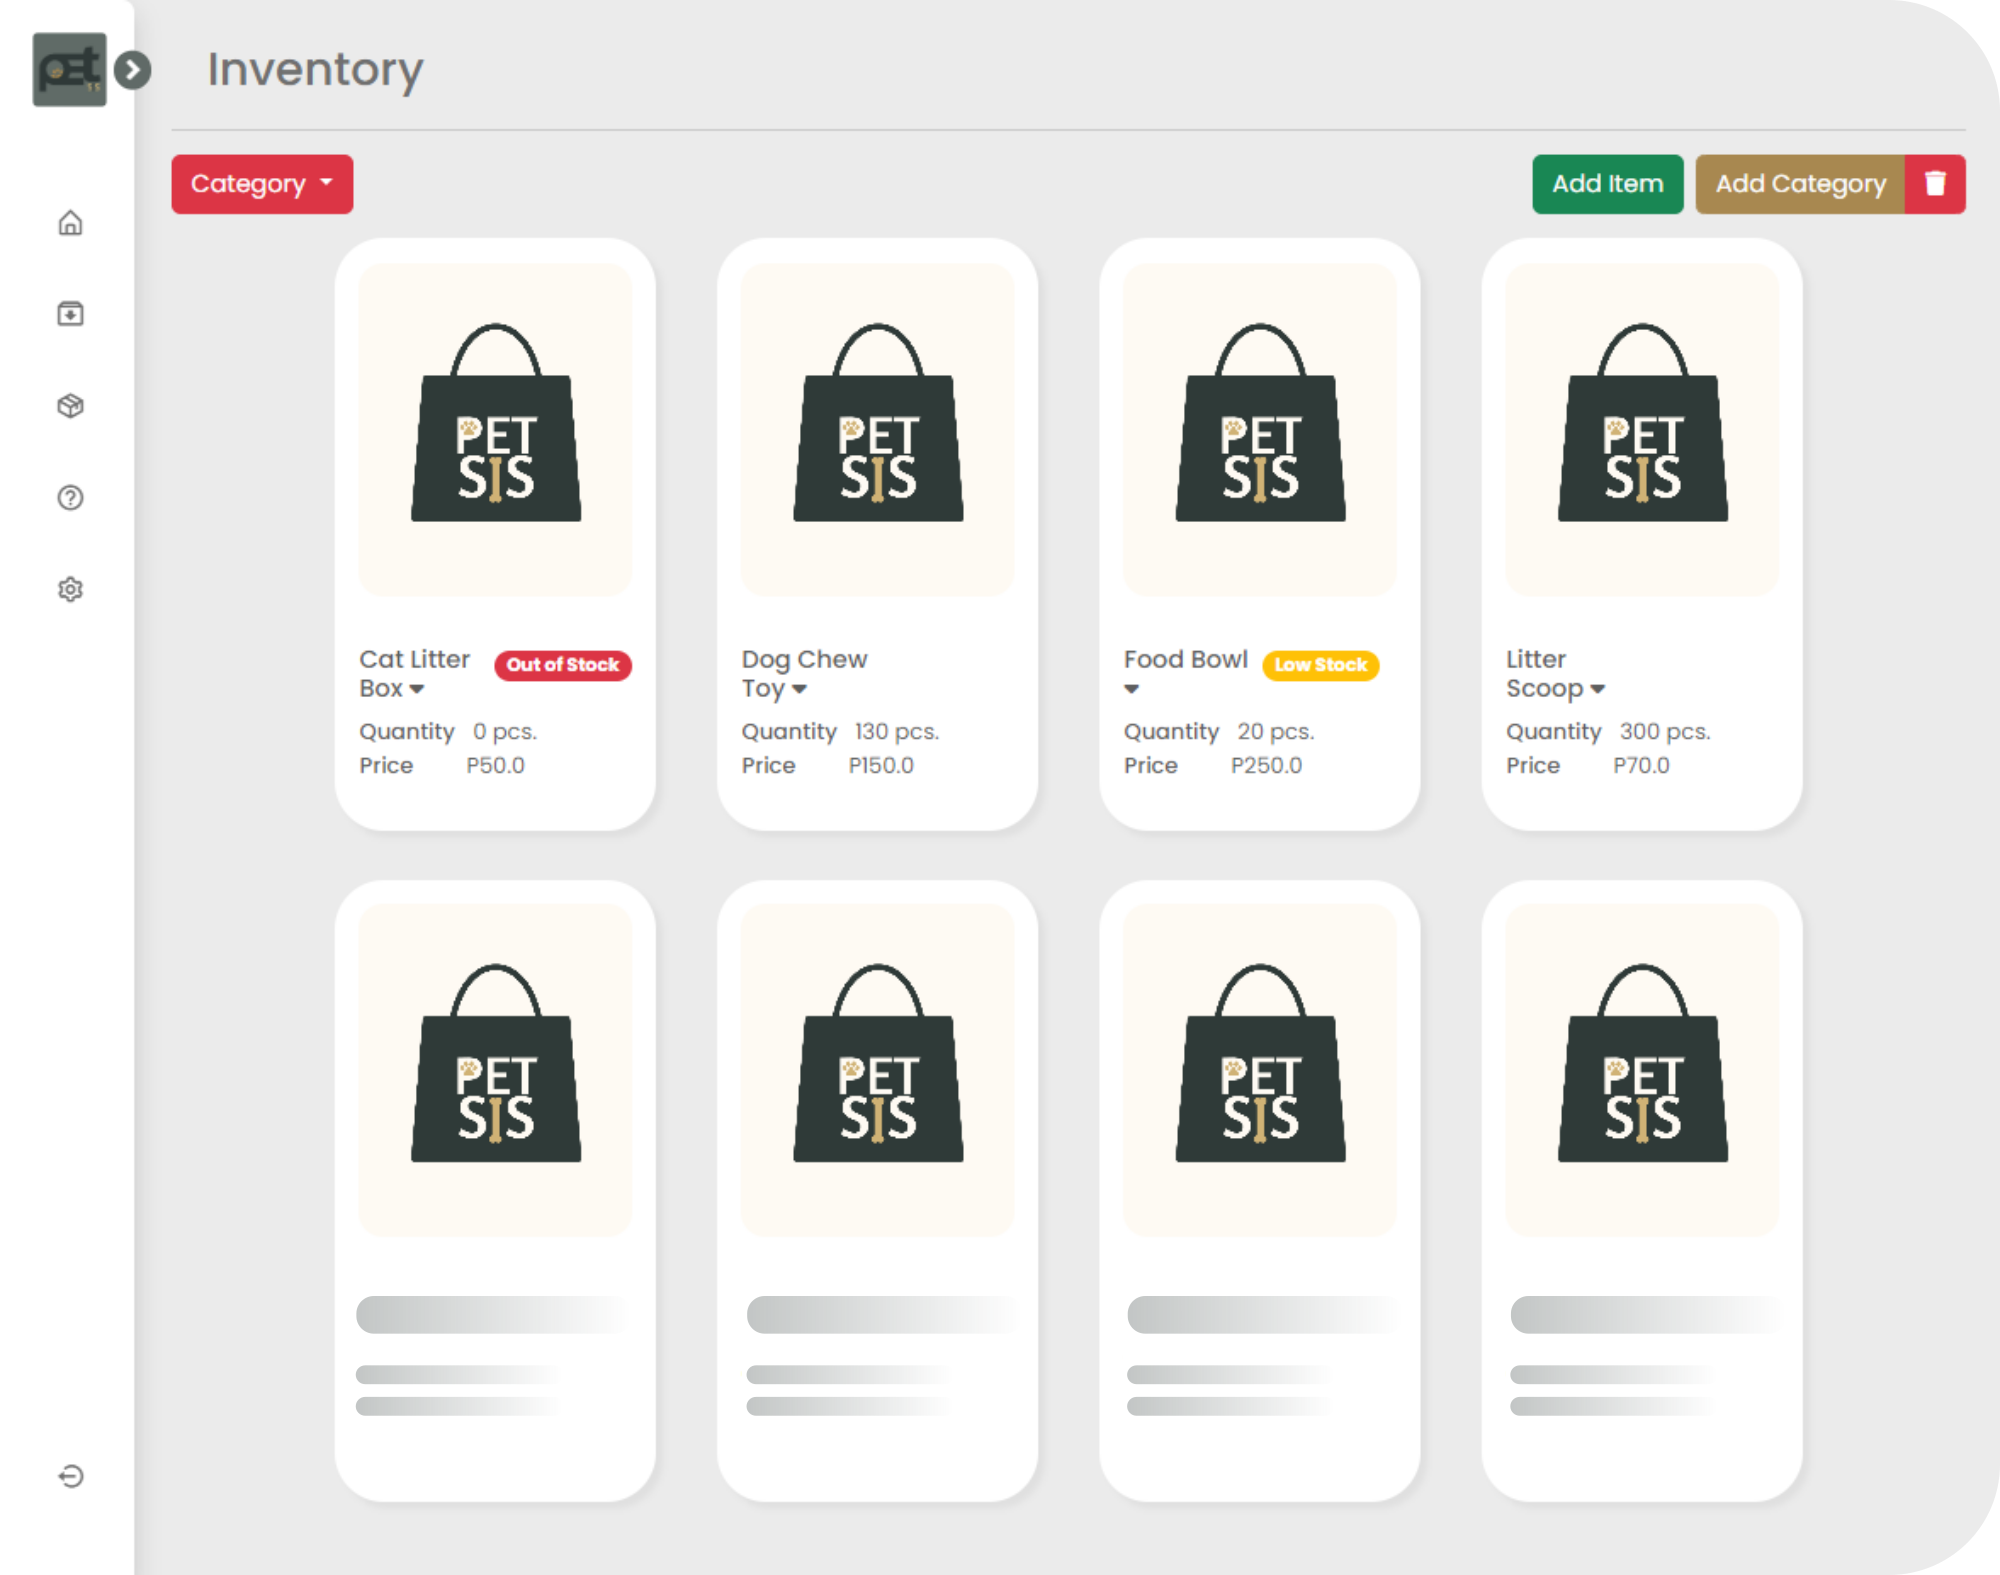 pet
Inventory
Category
Add Item
Add Category
PET
SIS
PET
SIS
PET
SIS
PET
SIS
Cat Litter
Box
Out of Stock
Quantity 0 pcs.
Price P50.0
Dog Chew
Toy
Quantity 130 pcs.
Price P150.0
Food Bowl
Low Stock
Quantity 20 pcs.
Price P250.0
Litter
Scoop
Quantity 300 pcs.
Price P70.0
PET
SIS
PET
SIS
PET
SIS
PET
SIS